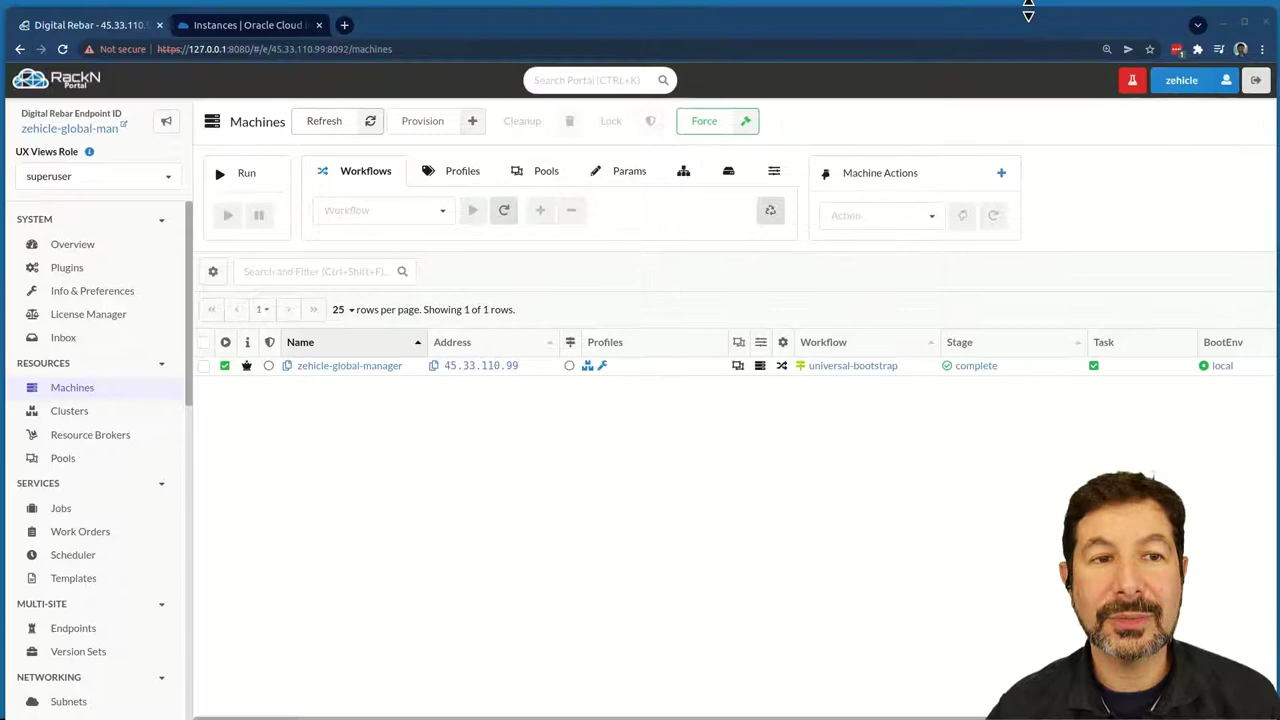 Digital Rebar - 45.33.110.9
Instances | Oracle Cloud I
Not secure
https://127.0.0.1:8080/#/e/45.33.110.99:8092/machines
1
RackN
Portal
Search Portal (CTRL+K)
zehicle
Digital Rebar Endpoint ID
zehicle-global-man
UX Views Role
superuser
Machines
Refresh
Provision
Cleanup
Lock
Force
Run
Workflows
Profiles
Pools
Params
Machine Actions
Workflow
Action
Search and Filter (Ctrl+Shift+F)...
1
25 rows per page. Showing 1 of 1 rows.
Name
Address
Profiles
Workflow
Stage
Task
BootEnv
zehicle-global-manager
45.33.110.99
universal-bootstrap
complete
local
SYSTEM
Overview
Plugins
Info & Preferences
License Manager
Inbox
RESOURCES
Machines
Clusters
Resource Brokers
Pools
SERVICES
Jobs
Work Orders
Scheduler
Templates
MULTI-SITE
Endpoints
Version Sets
NETWORKING
Subnets